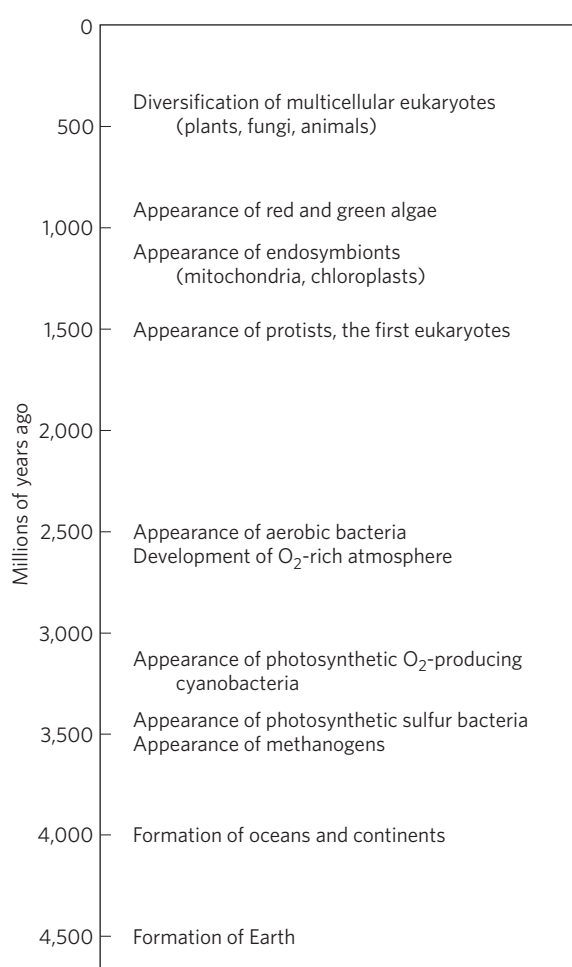 0
Diversification of multicellular eukaryotes
(plants, fungi, animals)
500
Appearance of red and green algae
1,000
Appearance of endosymbionts
(mitochondria, chloroplasts)
1,500
Appearance of protists, the first eukaryotes
Millions of years ago
2,000
2,500
Appearance of aerobic bacteria
Development of O₂-rich atmosphere
3,000
Appearance of photosynthetic O₂-producing
cyanobacteria
Appearance of photosynthetic sulfur bacteria
3,500
Appearance of methanogens
4,000
Formation of oceans and continents
4,500
Formation of Earth